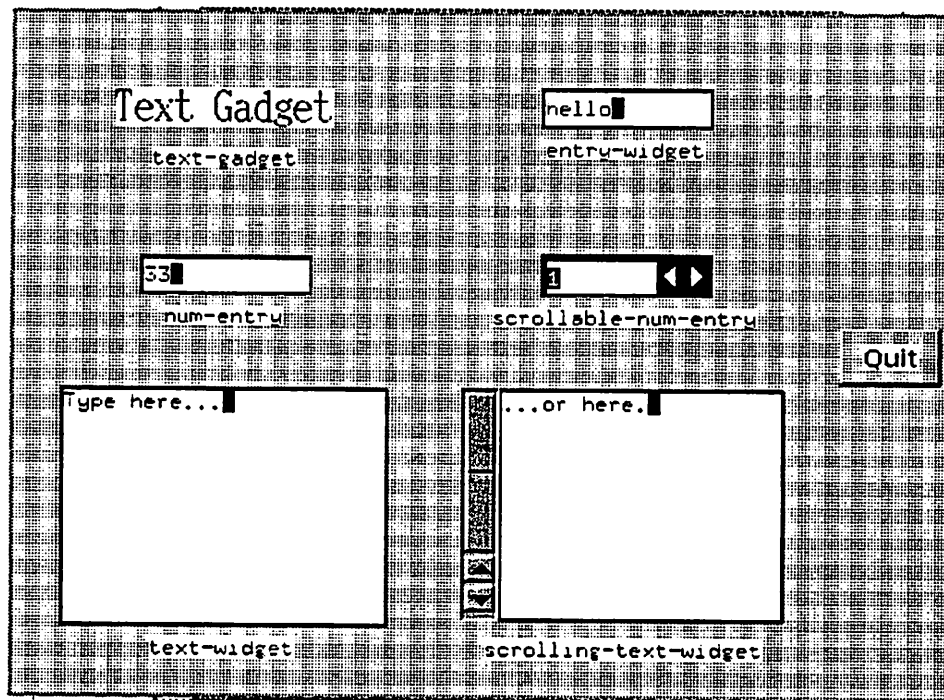 Text Gadget
text-gadget
nello
entry-widget
33
num-entry
1
scrollable-num-entry
Quit
Type here...
text-widget
...or here.
scrolling-text-widget